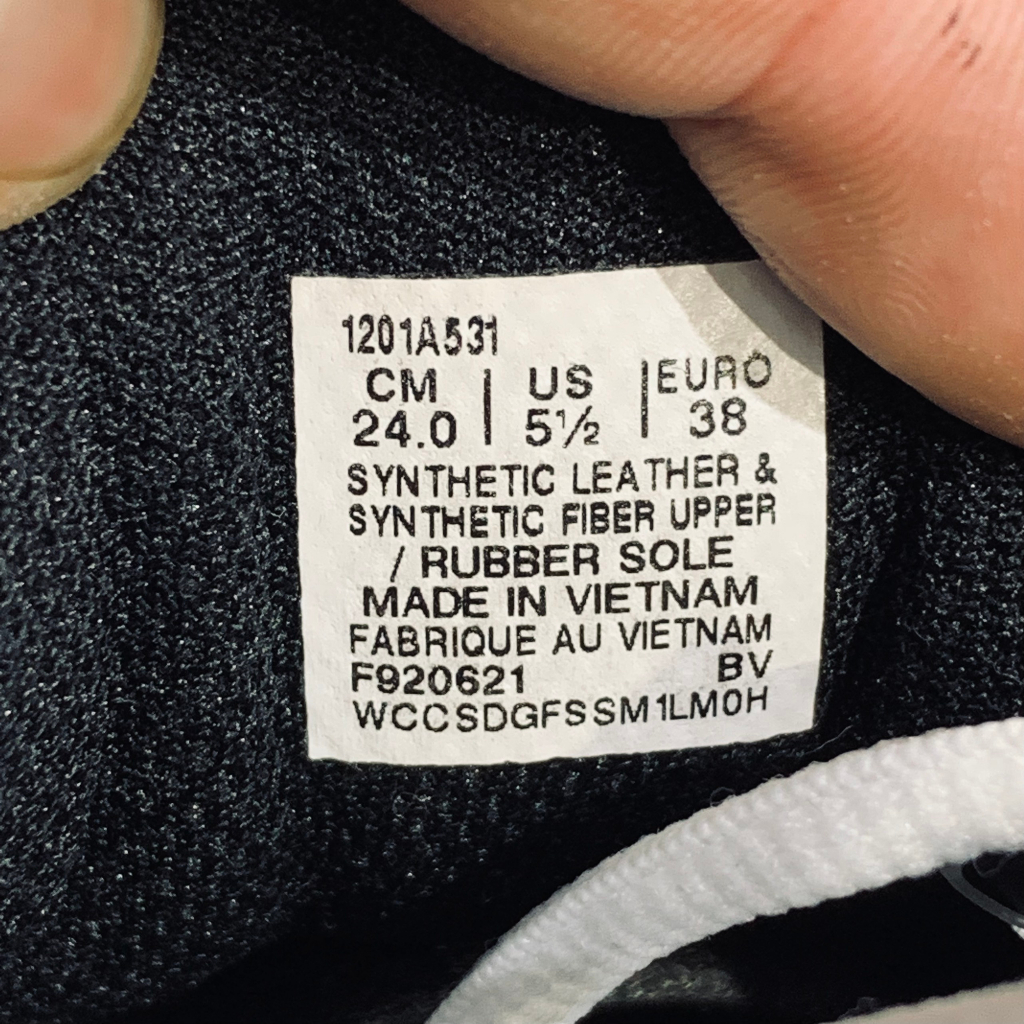 1201A531
CM | US | EURO
24.0 | 5½ | 38
SYNTHETIC LEATHER &
SYNTHETIC FIBER UPPER
/ RUBBER SOLE
MADE IN VIETNAM
FABRIQUE AU VIETNAM
F920621 BV
WCCSDGFSSM1LM0H